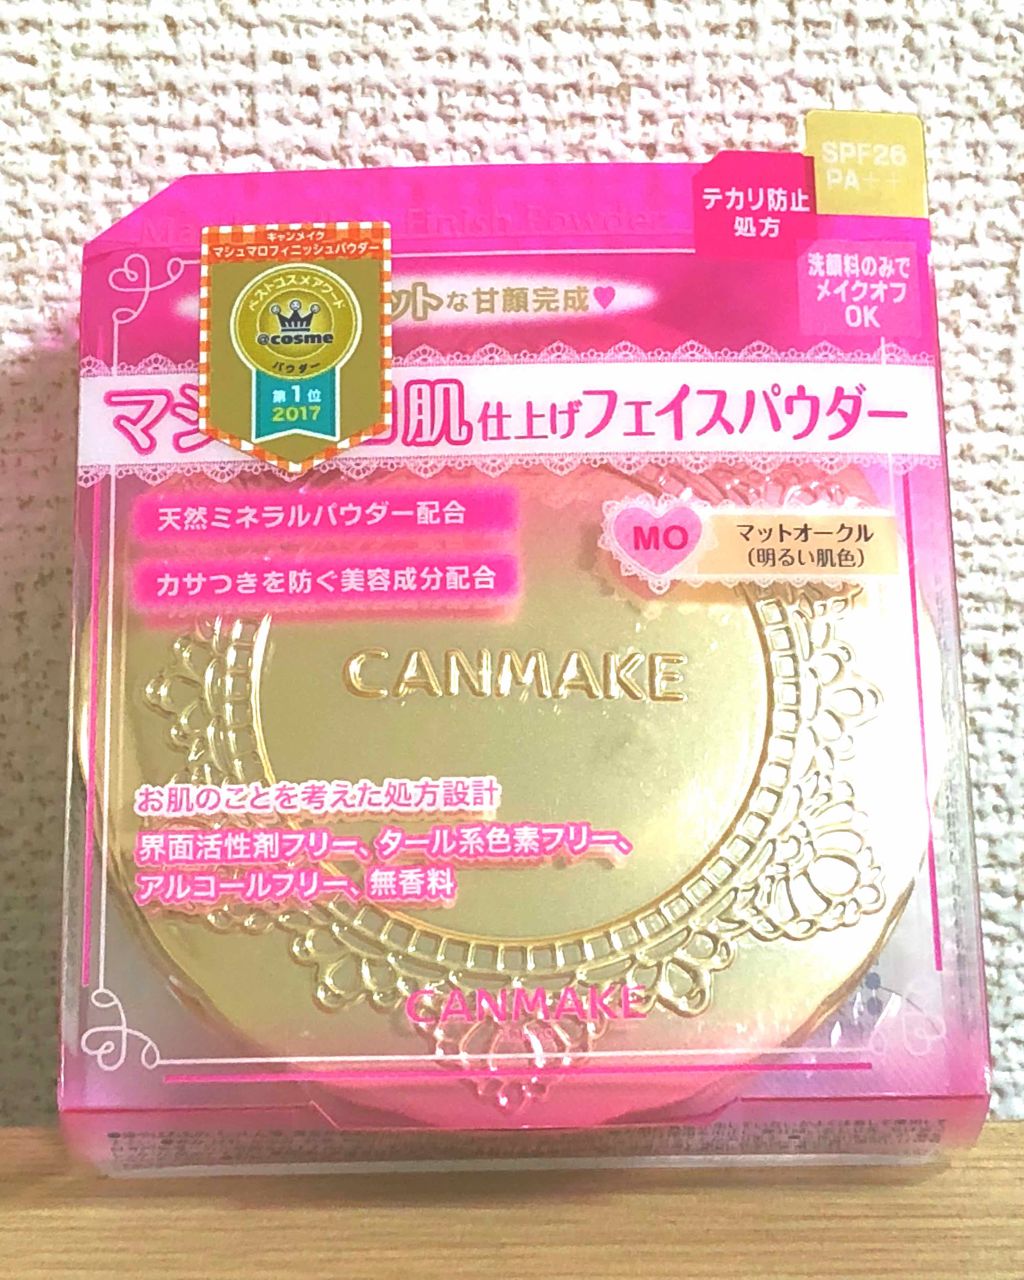 SPF26
PA++
テカリ防止
処方
Finish Powder
キャンメイク
マシュマロフィニッシュパウダー
洗顔料のみで
メイクオフ
OK
ベストコスメアワード
@cosme
パウダー
第1位
2017
ットな甘顔完成♥
マシ 肌仕上げフェイスパウダー
天然ミネラルパウダー配合
MO
マットオークル
(明るい肌色)
カサつきを防ぐ美容成分配合
CANMAKE
お肌のことを考えた処方設計
界面活性剤フリー、タール系色素フリー、
アルコールフリー、無香料
CANMAKE